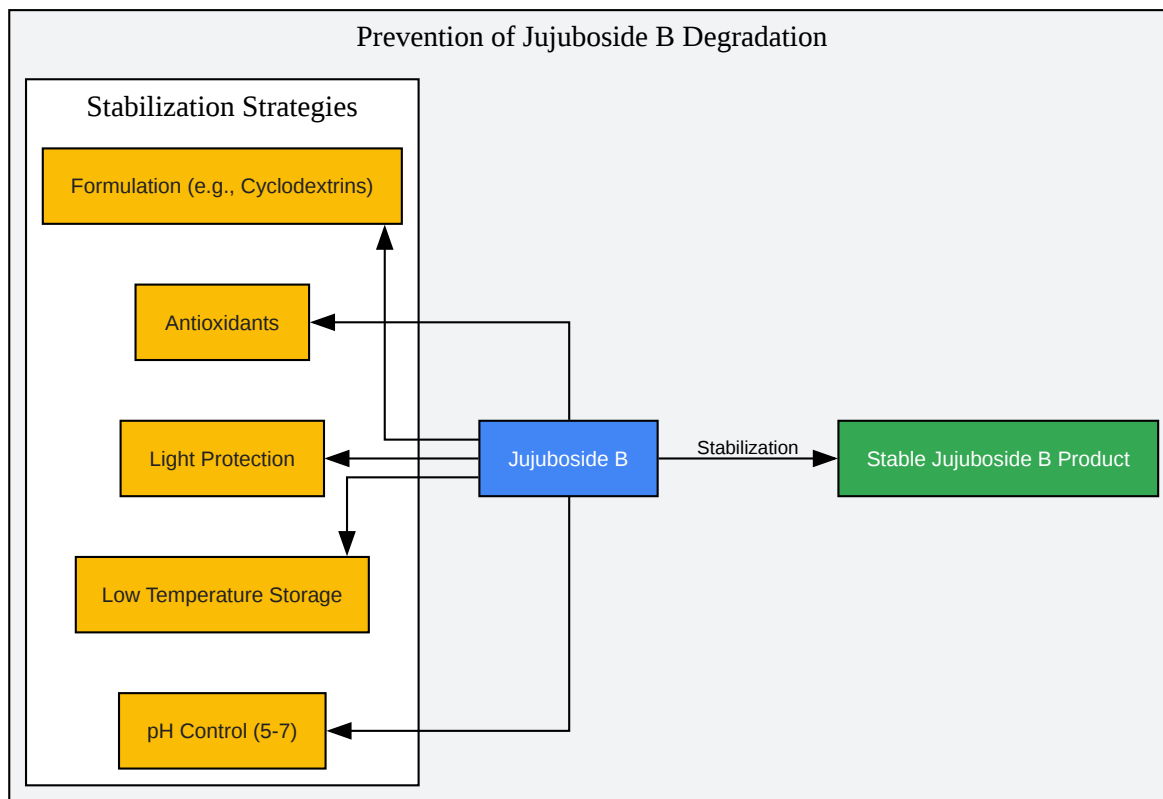 Prevention of Jujuboside B Degradation
Stabilization Strategies
Formulation (e.g., Cyclodextrins)
Antioxidants
Light Protection
Jujuboside B
Stabilization
Stable Jujuboside B Product
Low Temperature Storage
pH Control (5-7)